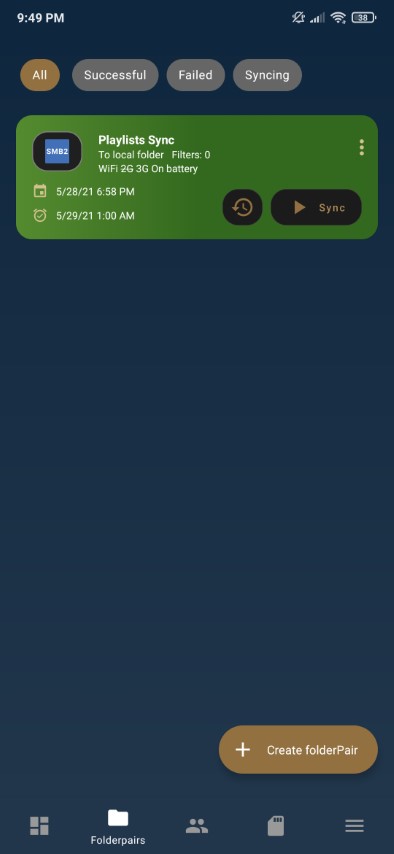 9:49 PM
38
All
Successful
Failed
Syncing
SMB2
Playlists Sync
To local folder Filters: 0
WiFi 2G 3G On battery
5/28/21 6:58 PM
5/29/21 1:00 AM
Sync
Create folderPair
Folderpairs